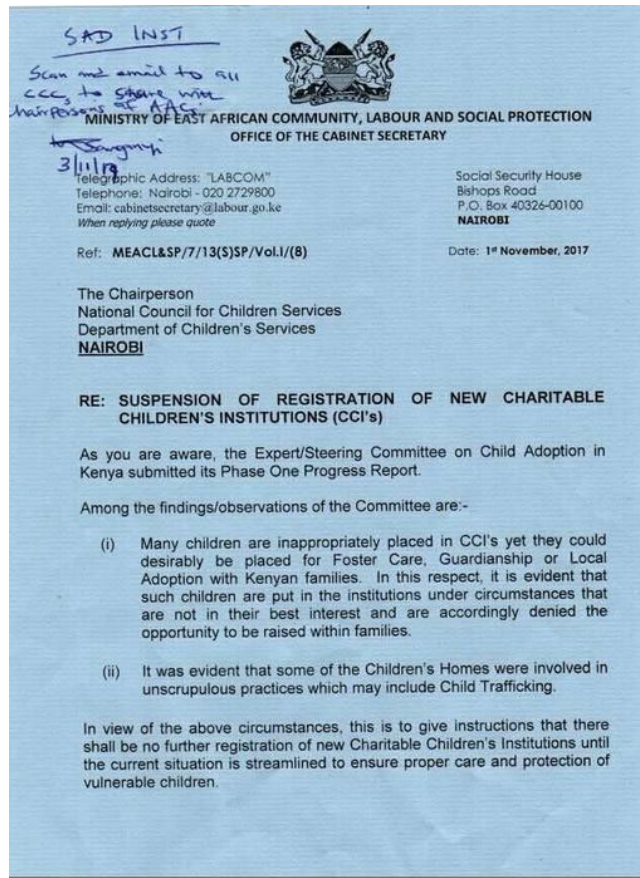 SAD INST
Scan and email to all
CCCs to share with
chairpersons of AACs
3/11/17
MINISTRY OF EAST AFRICAN COMMUNITY, LABOUR AND SOCIAL PROTECTION
OFFICE OF THE CABINET SECRETARY
Telegraphic Address: "LABCOM"
Telephone: Nairobi - 020 2729800
Email: cabinetsecretary@labour.go.ke
When replying please quote
Social Security House
Bishops Road
P.O. Box 40326-00100
NAIROBI
Ref: MEACL&SP/7/13(S)SP/Vol.I/(8)
Date: 1st November, 2017
The Chairperson
National Council for Children Services
Department of Children's Services
NAIROBI
RE: SUSPENSION OF REGISTRATION OF NEW CHARITABLE
CHILDREN'S INSTITUTIONS (CCI's)
As you are aware, the Expert/Steering Committee on Child Adoption in
Kenya submitted its Phase One Progress Report.
Among the findings/observations of the Committee are:-
(i) Many children are inappropriately placed in CCI's yet they could
desirably be placed for Foster Care, Guardianship or Local
Adoption with Kenyan families. In this respect, it is evident that
such children are put in the institutions under circumstances that
are not in their best interest and are accordingly denied the
opportunity to be raised within families.
(ii) It was evident that some of the Children's Homes were involved in
unscrupulous practices which may include Child Trafficking.
In view of the above circumstances, this is to give instructions that there
shall be no further registration of new Charitable Children's Institutions until
the current situation is streamlined to ensure proper care and protection of
vulnerable children.